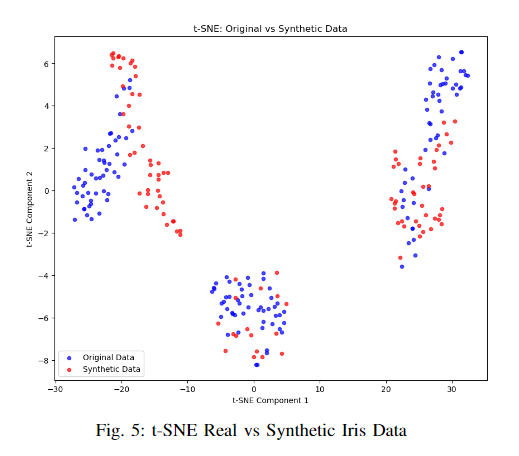 t-SNE: Original vs Synthetic Data
6
4
2
0
−2
−4
−6
−8
t-SNE Component 2
Original Data
Synthetic Data
−30 −20 −10 0 10 20 30
t-SNE Component 1
Fig. 5: t-SNE Real vs Synthetic Iris Data